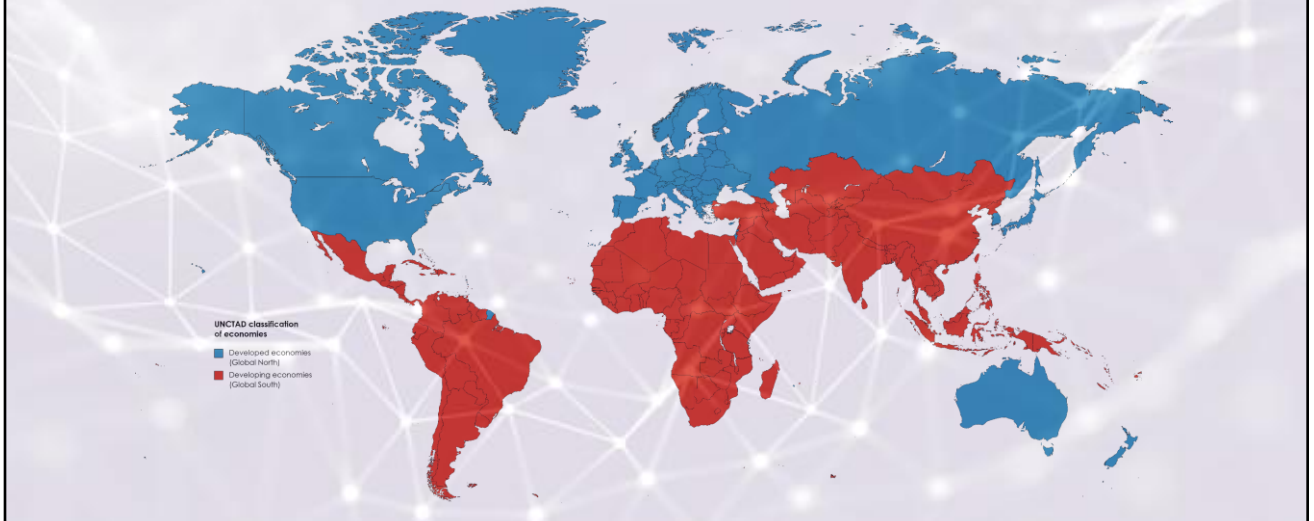 UNCTAD classification
of economies
Developed economies
(Global North)
Developing economies
(Global South)